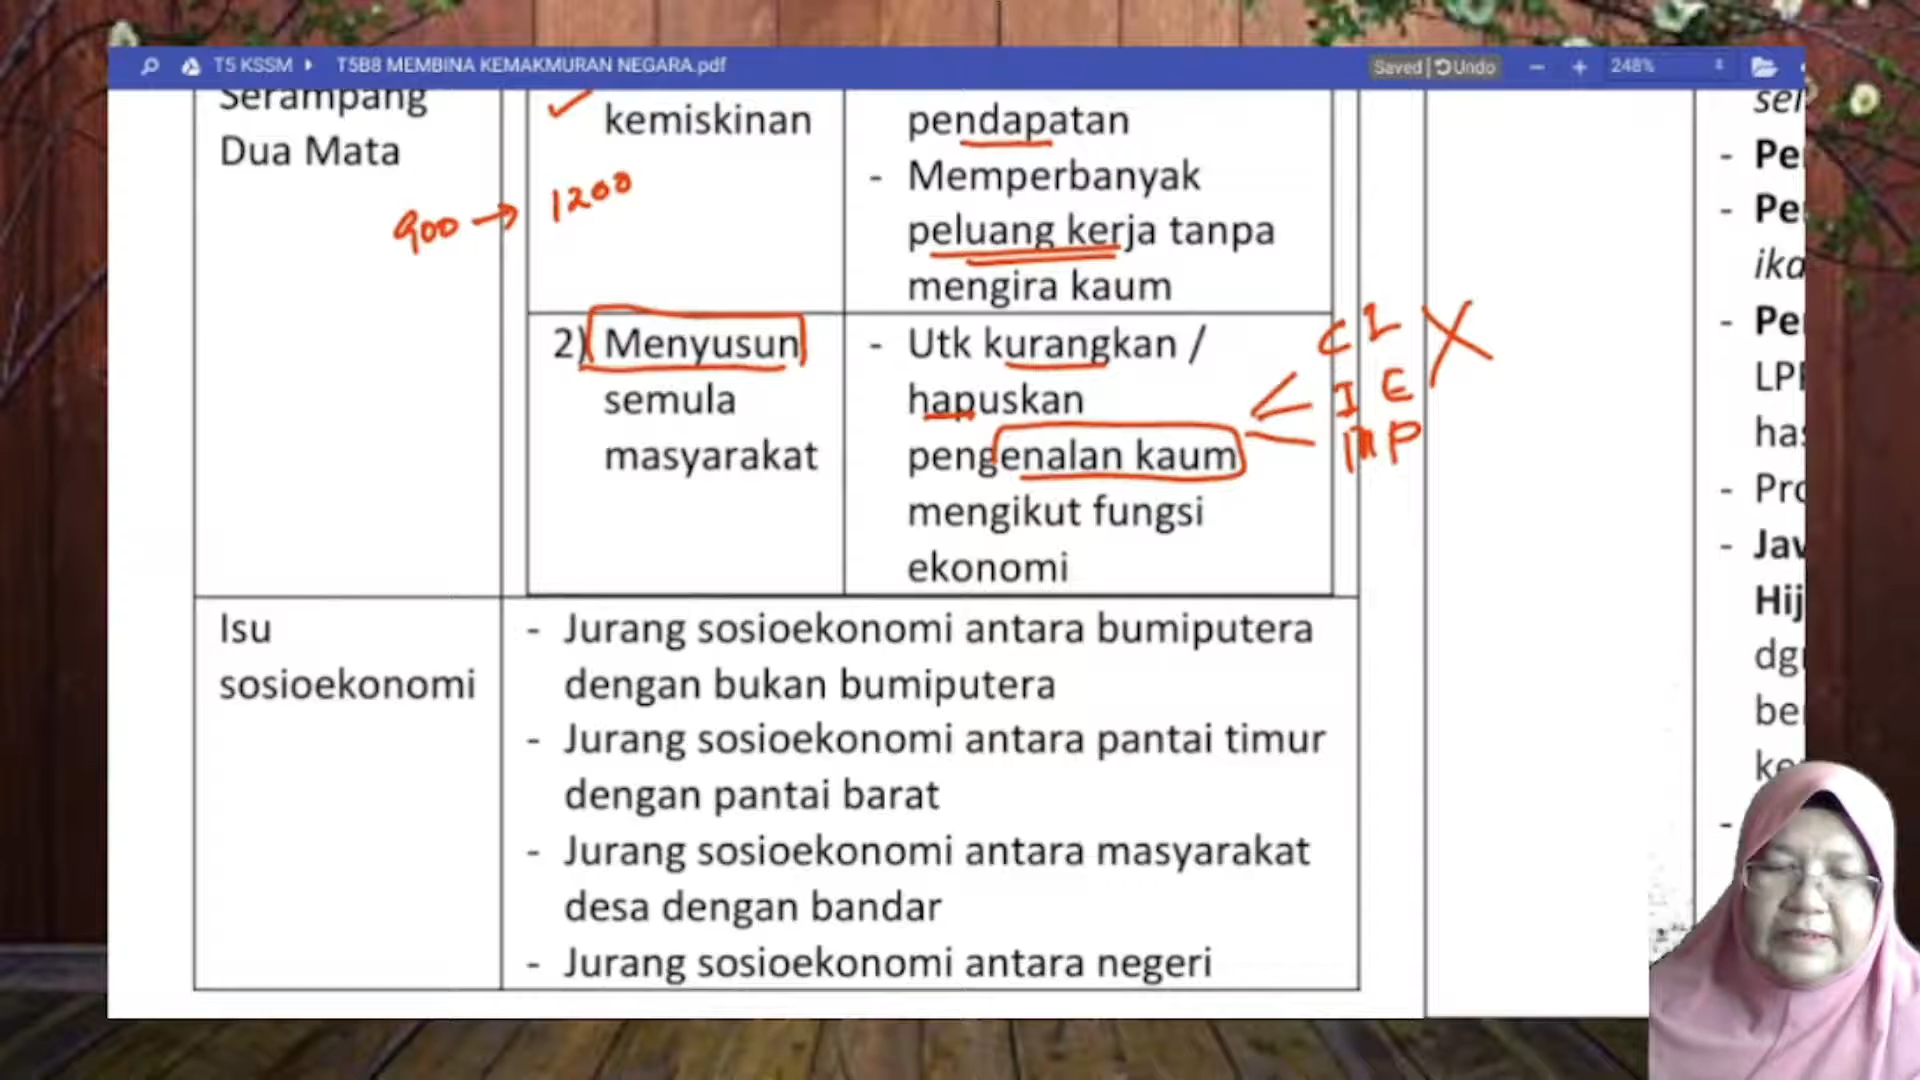 T5 KSSM
T5B8 MEMBINA KEMAKMURAN NEGARA.pdf
Saved | Undo
248%
Serampang
Dua Mata
kemiskinan
900 → 1200
pendapatan
- Memperbanyak
peluang kerja tanpa
mengira kaum
2) Menyusun
semula
masyarakat
- Utk kurangkan /
hapuskan
pengenalan kaum
mengikut fungsi
ekonomi
C I
I E
M P
X
Isu
sosioekonomi
- Jurang sosioekonomi antara bumiputera
dengan bukan bumiputera
- Jurang sosioekonomi antara pantai timur
dengan pantai barat
- Jurang sosioekonomi antara masyarakat
desa dengan bandar
- Jurang sosioekonomi antara negeri